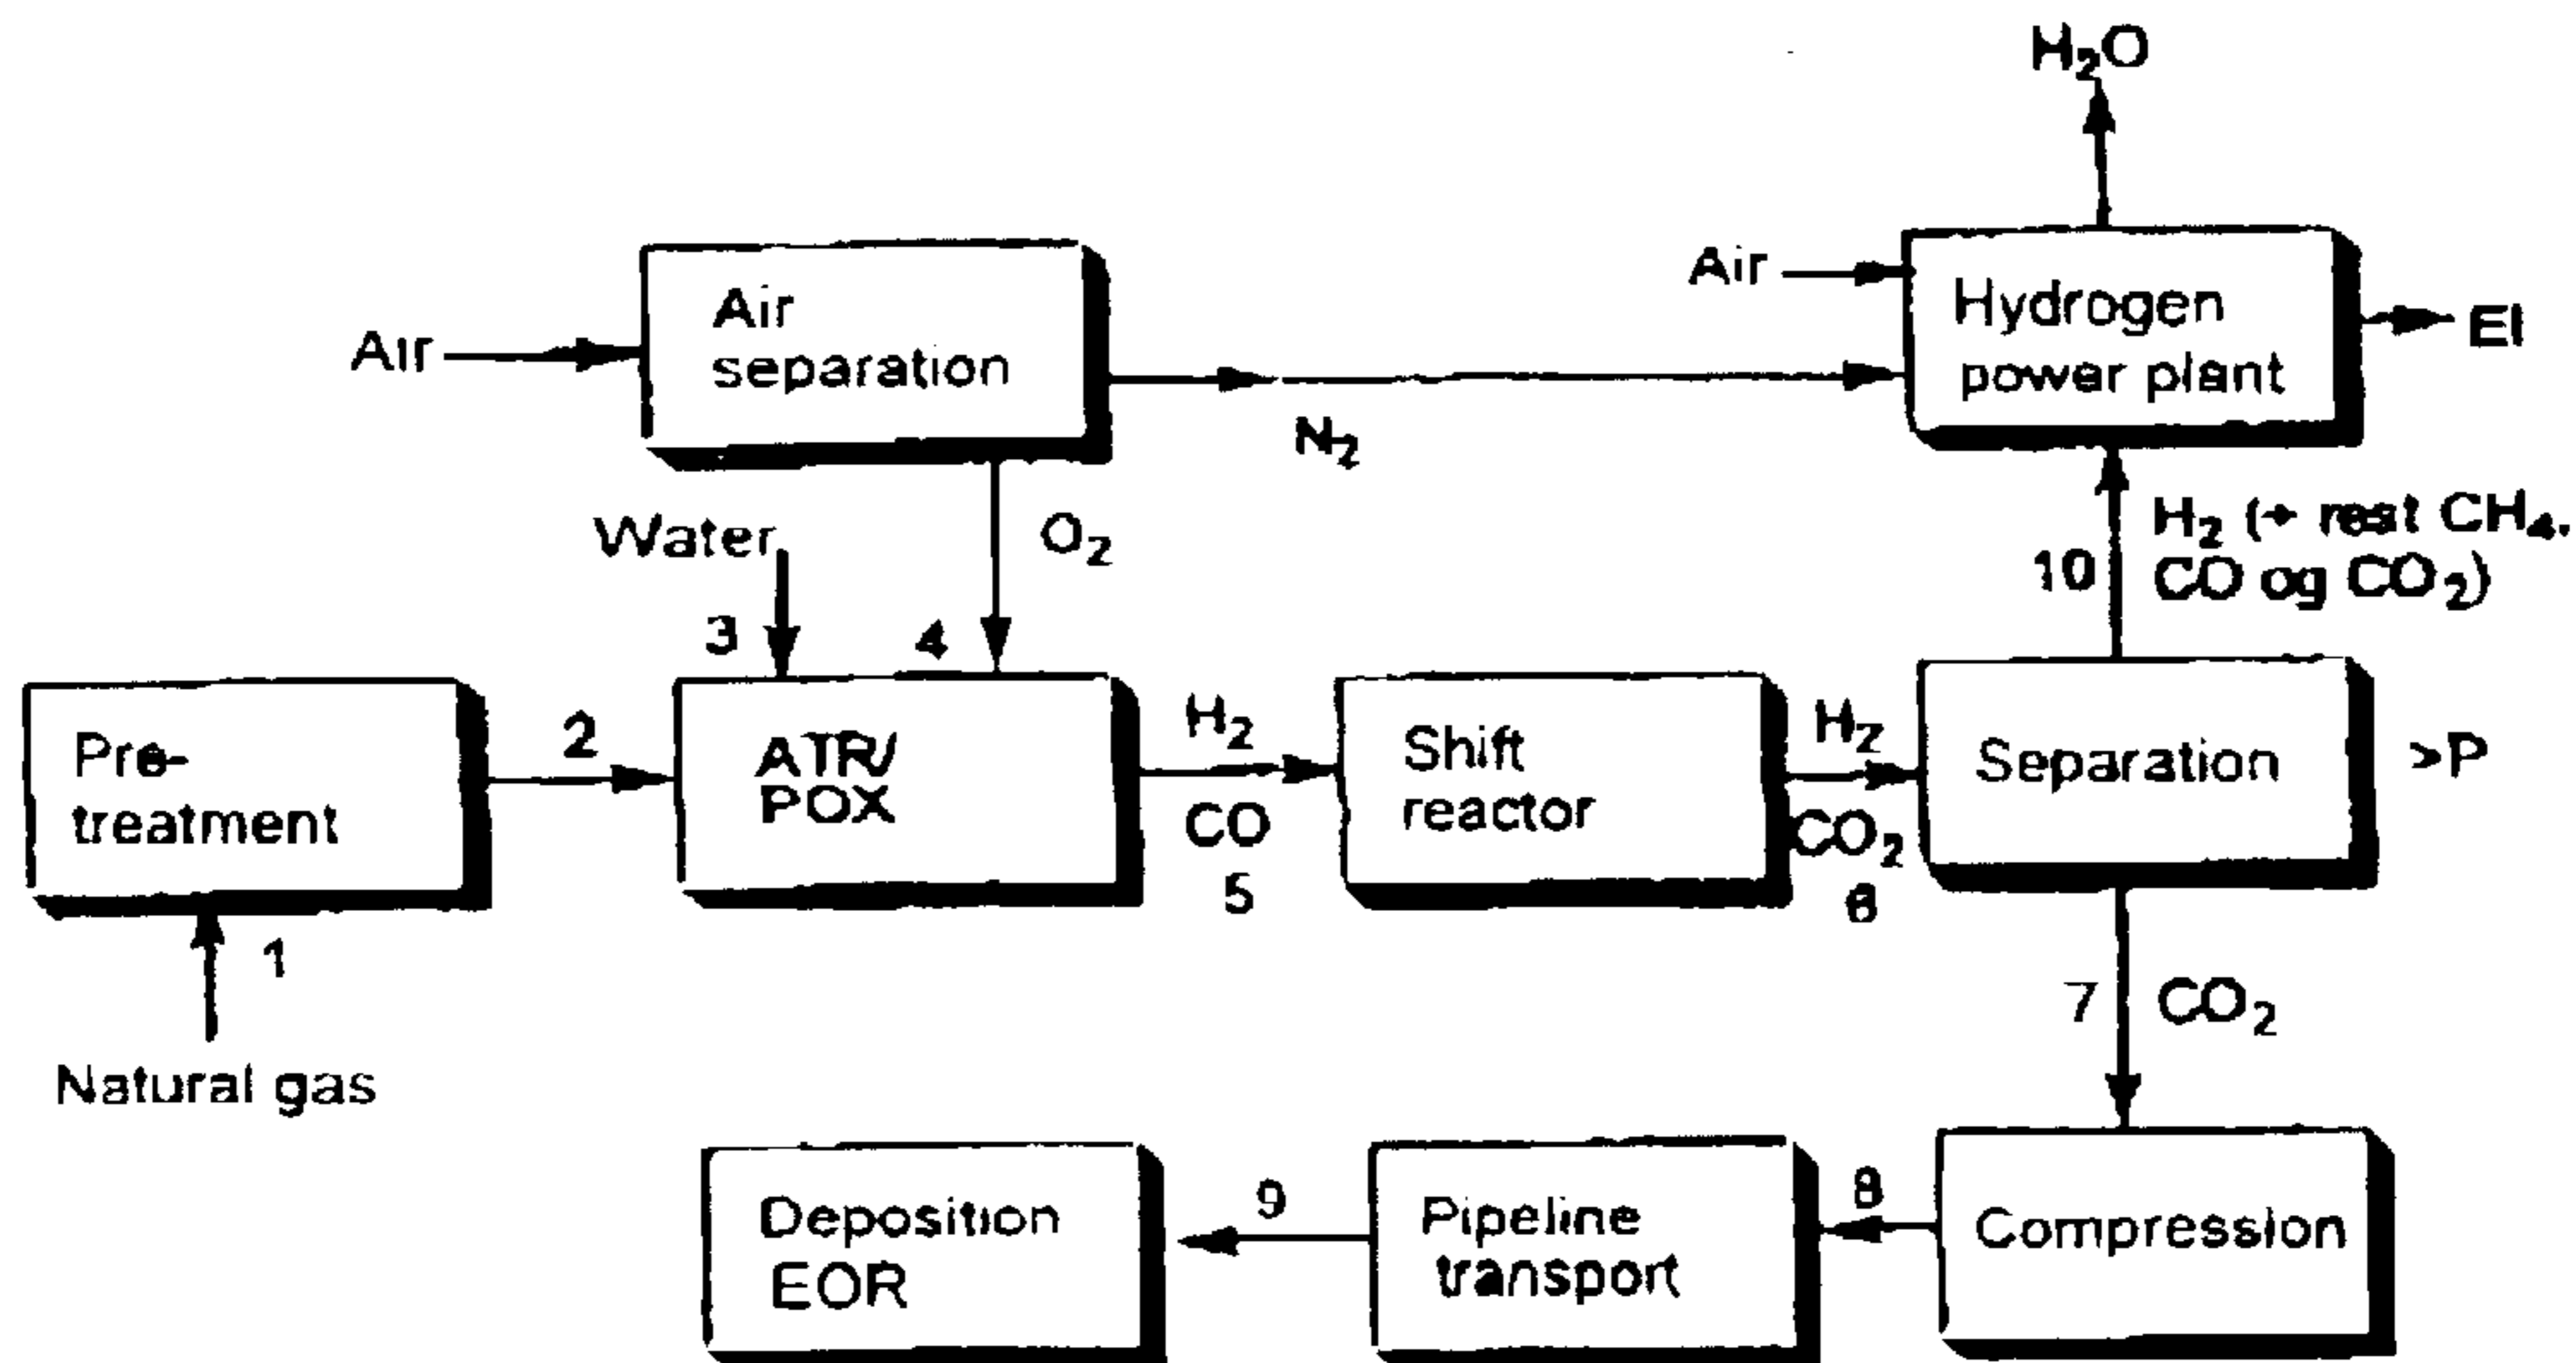 H₂O
Air
Hydrogen
power plant
El
Air
Air
separation
N₂
Water
O₂
3
4
10
H₂ (+ rest CH₄.
CO og CO₂)
Pre-
treatment
2
ATR/
POX
H₂
CO
5
Shift
reactor
H₂
CO₂
6
Separation
>P
1
Natural gas
7
CO₂
Deposition
EOR
9
Pipeline
transport
8
Compression